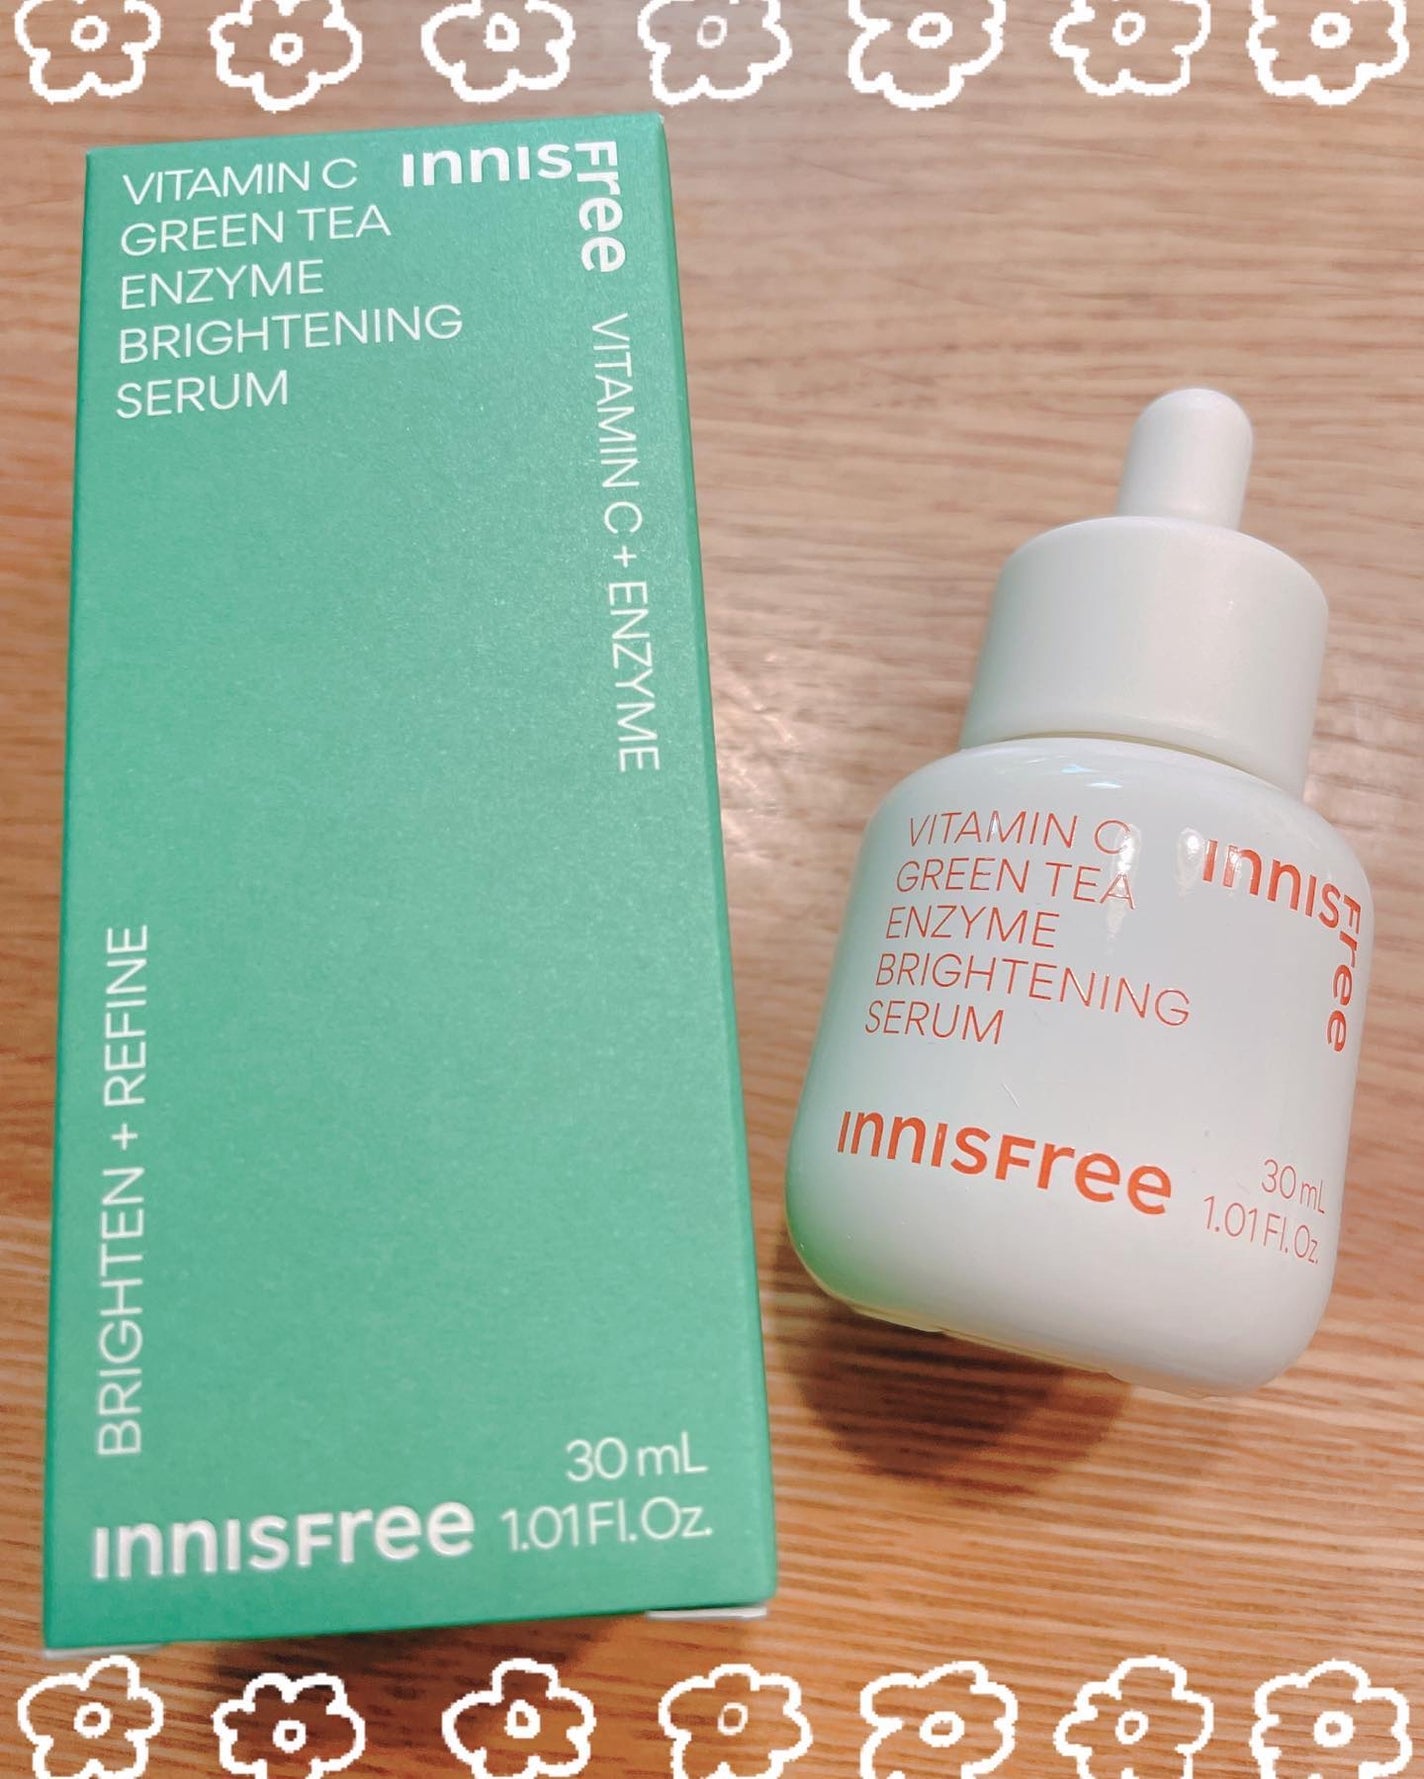 VITAMIN C
GREEN TEA
ENZYME
BRIGHTENING
SERUM
innisFree
VITAMIN C + ENZYME
BRIGHTEN + REFINE
innisFree
30 mL
1.01 Fl. Oz.
VITAMIN C
GREEN TEA
ENZYME
BRIGHTENING
SERUM
innisFree
innisFree
30 mL
1.01 Fl. Oz.